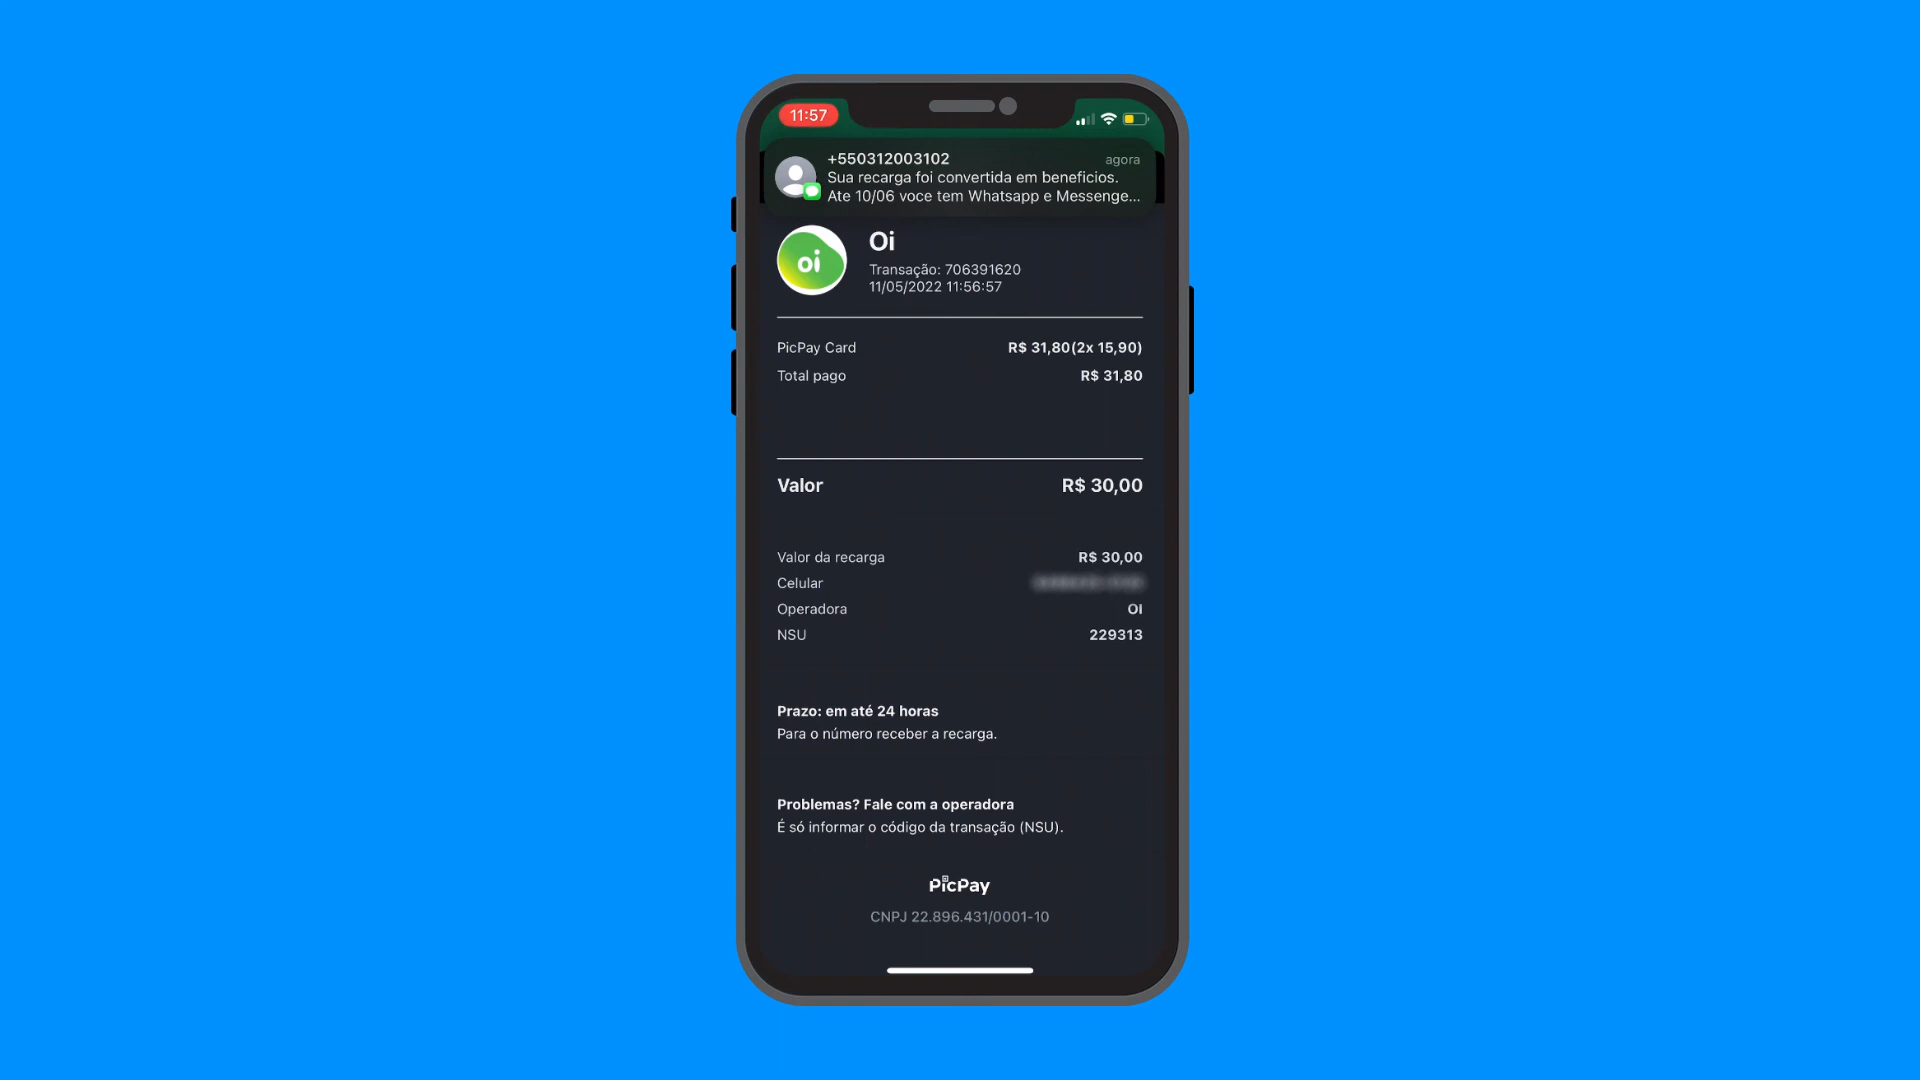 11:57
+550312003102 agora
Sua recarga foi convertida em beneficios.
Ate 10/06 voce tem Whatsapp e Messenge...
oi
Oi
Transação: 706391620
11/05/2022 11:56:57
PicPay Card R$ 31,80(2x 15,90)
Total pago R$ 31,80
Valor R$ 30,00
Valor da recarga R$ 30,00
Celular
Operadora OI
NSU 229313
Prazo: em até 24 horas
Para o número receber a recarga.
Problemas? Fale com a operadora
É só informar o código da transação (NSU).
PicPay
CNPJ 22.896.431/0001-10